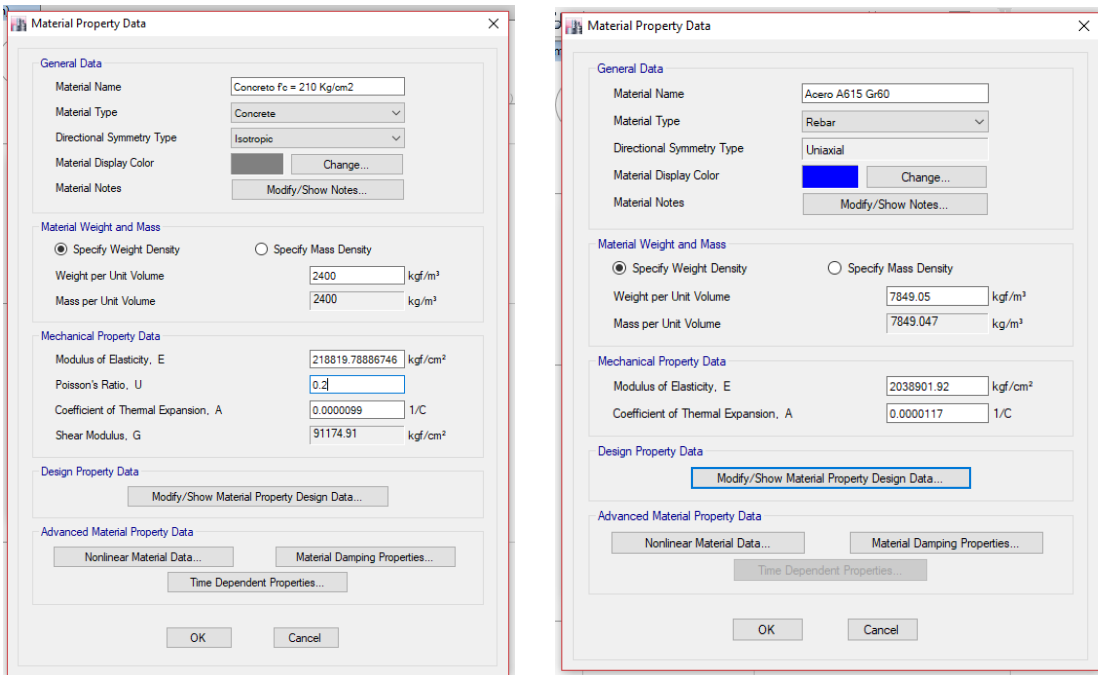 Material Property Data
General Data
Material Name Concreto f'c = 210 Kg/cm2
Material Type Concrete
Directional Symmetry Type Isotropic
Material Display Color Change...
Material Notes Modify/Show Notes...
Material Weight and Mass
Specify Weight Density Specify Mass Density
Weight per Unit Volume 2400 kgf/m³
Mass per Unit Volume 2400 kg/m³
Mechanical Property Data
Modulus of Elasticity, E 218819.78886746 kgf/cm²
Poisson's Ratio, U 0.2
Coefficient of Thermal Expansion, A 0.0000099 1/C
Shear Modulus, G 91174.91 kgf/cm²
Design Property Data
Modify/Show Material Property Design Data...
Advanced Material Property Data
Nonlinear Material Data... Material Damping Properties...
Time Dependent Properties...
OK Cancel
Material Property Data
General Data
Material Name Acero A615 Gr60
Material Type Rebar
Directional Symmetry Type Uniaxial
Material Display Color Change...
Material Notes Modify/Show Notes...
Material Weight and Mass
Specify Weight Density Specify Mass Density
Weight per Unit Volume 7849.05 kgf/m³
Mass per Unit Volume 7849.047 kg/m³
Mechanical Property Data
Modulus of Elasticity, E 2038901.92 kgf/cm²
Coefficient of Thermal Expansion, A 0.0000117 1/C
Design Property Data
Modify/Show Material Property Design Data...
Advanced Material Property Data
Nonlinear Material Data... Material Damping Properties...
Time Dependent Properties...
OK Cancel